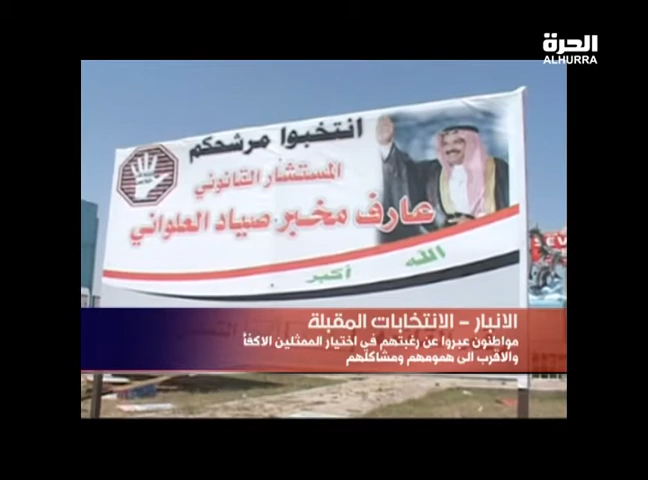 الحرة
ALHURRA
انتخبوا مرشحكم
المستشار القانوني
عارف مخبر صياد العلواني
الله
اكبر
الانبار - الانتخابات المقبلة
مواطنون عبروا عن رغبتهم في اختيار الممثلين الاكفأ
والاقرب الى همومهم ومشاكلهم